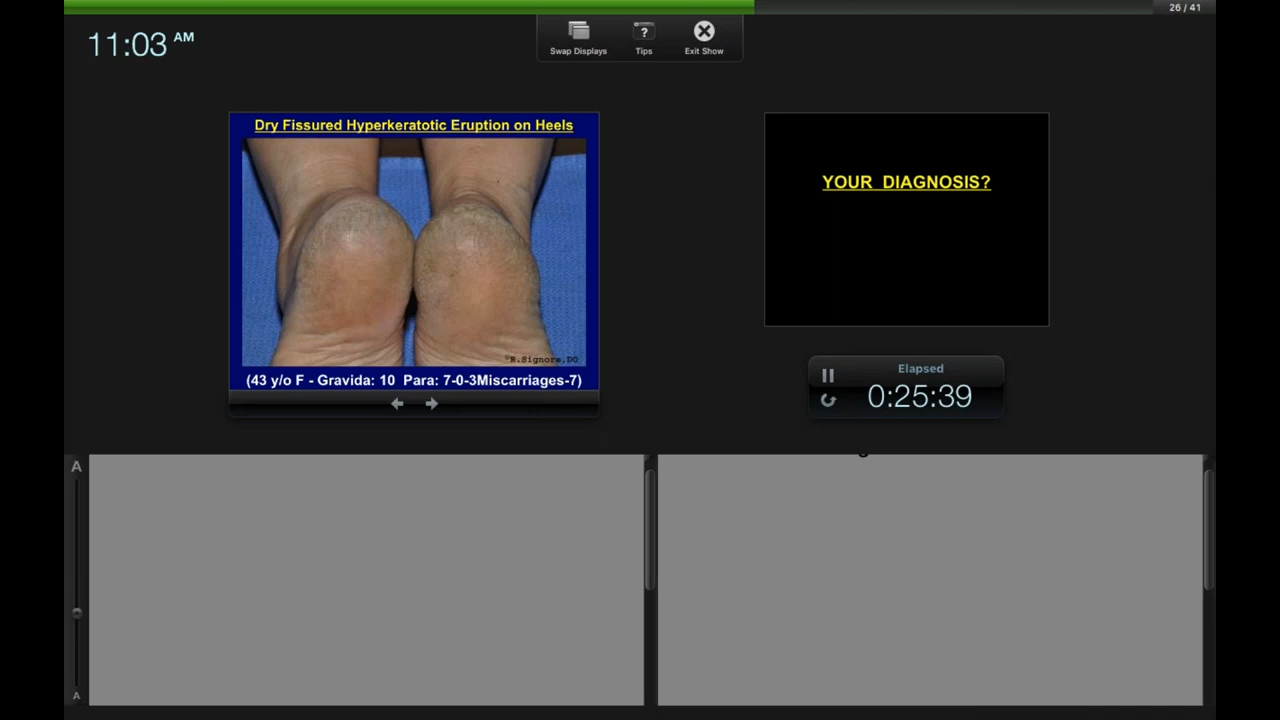 26 / 41
11:03 AM
Swap Displays
Tips
Exit Show
Dry Fissured Hyperkeratotic Eruption on Heels
©R.Signore,DO
(43 y/o F - Gravida: 10 Para: 7-0-3Miscarriages-7)
YOUR DIAGNOSIS?
Elapsed
0:25:39
A
A